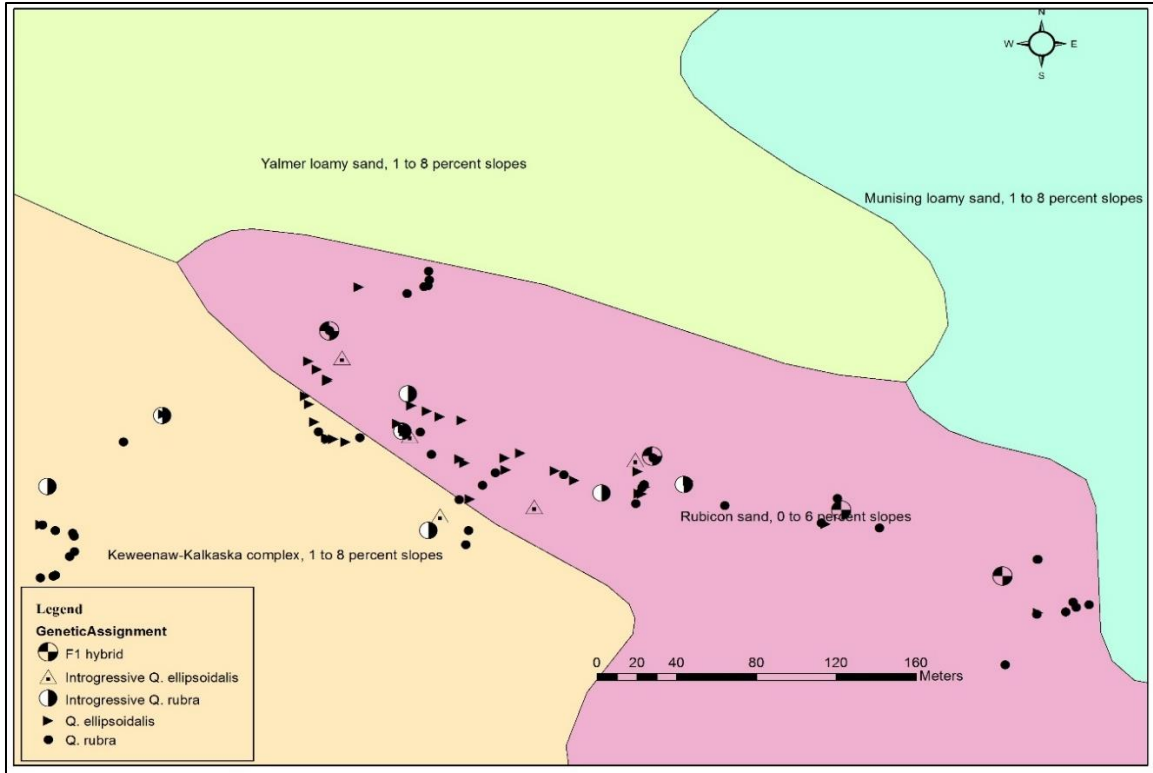 N
W E
S
Yalmer loamy sand, 1 to 8 percent slopes
Munising loamy sand, 1 to 8 percent slopes
Rubicon sand, 0 to 6 percent slopes
Keweenaw-Kalkaska complex, 1 to 8 percent slopes
Legend
GeneticAssignment
F1 hybrid
Introgressive Q. ellipsoidalis
Introgressive Q. rubra
Q. ellipsoidalis
Q. rubra
0 20 40 80 120 160
Meters